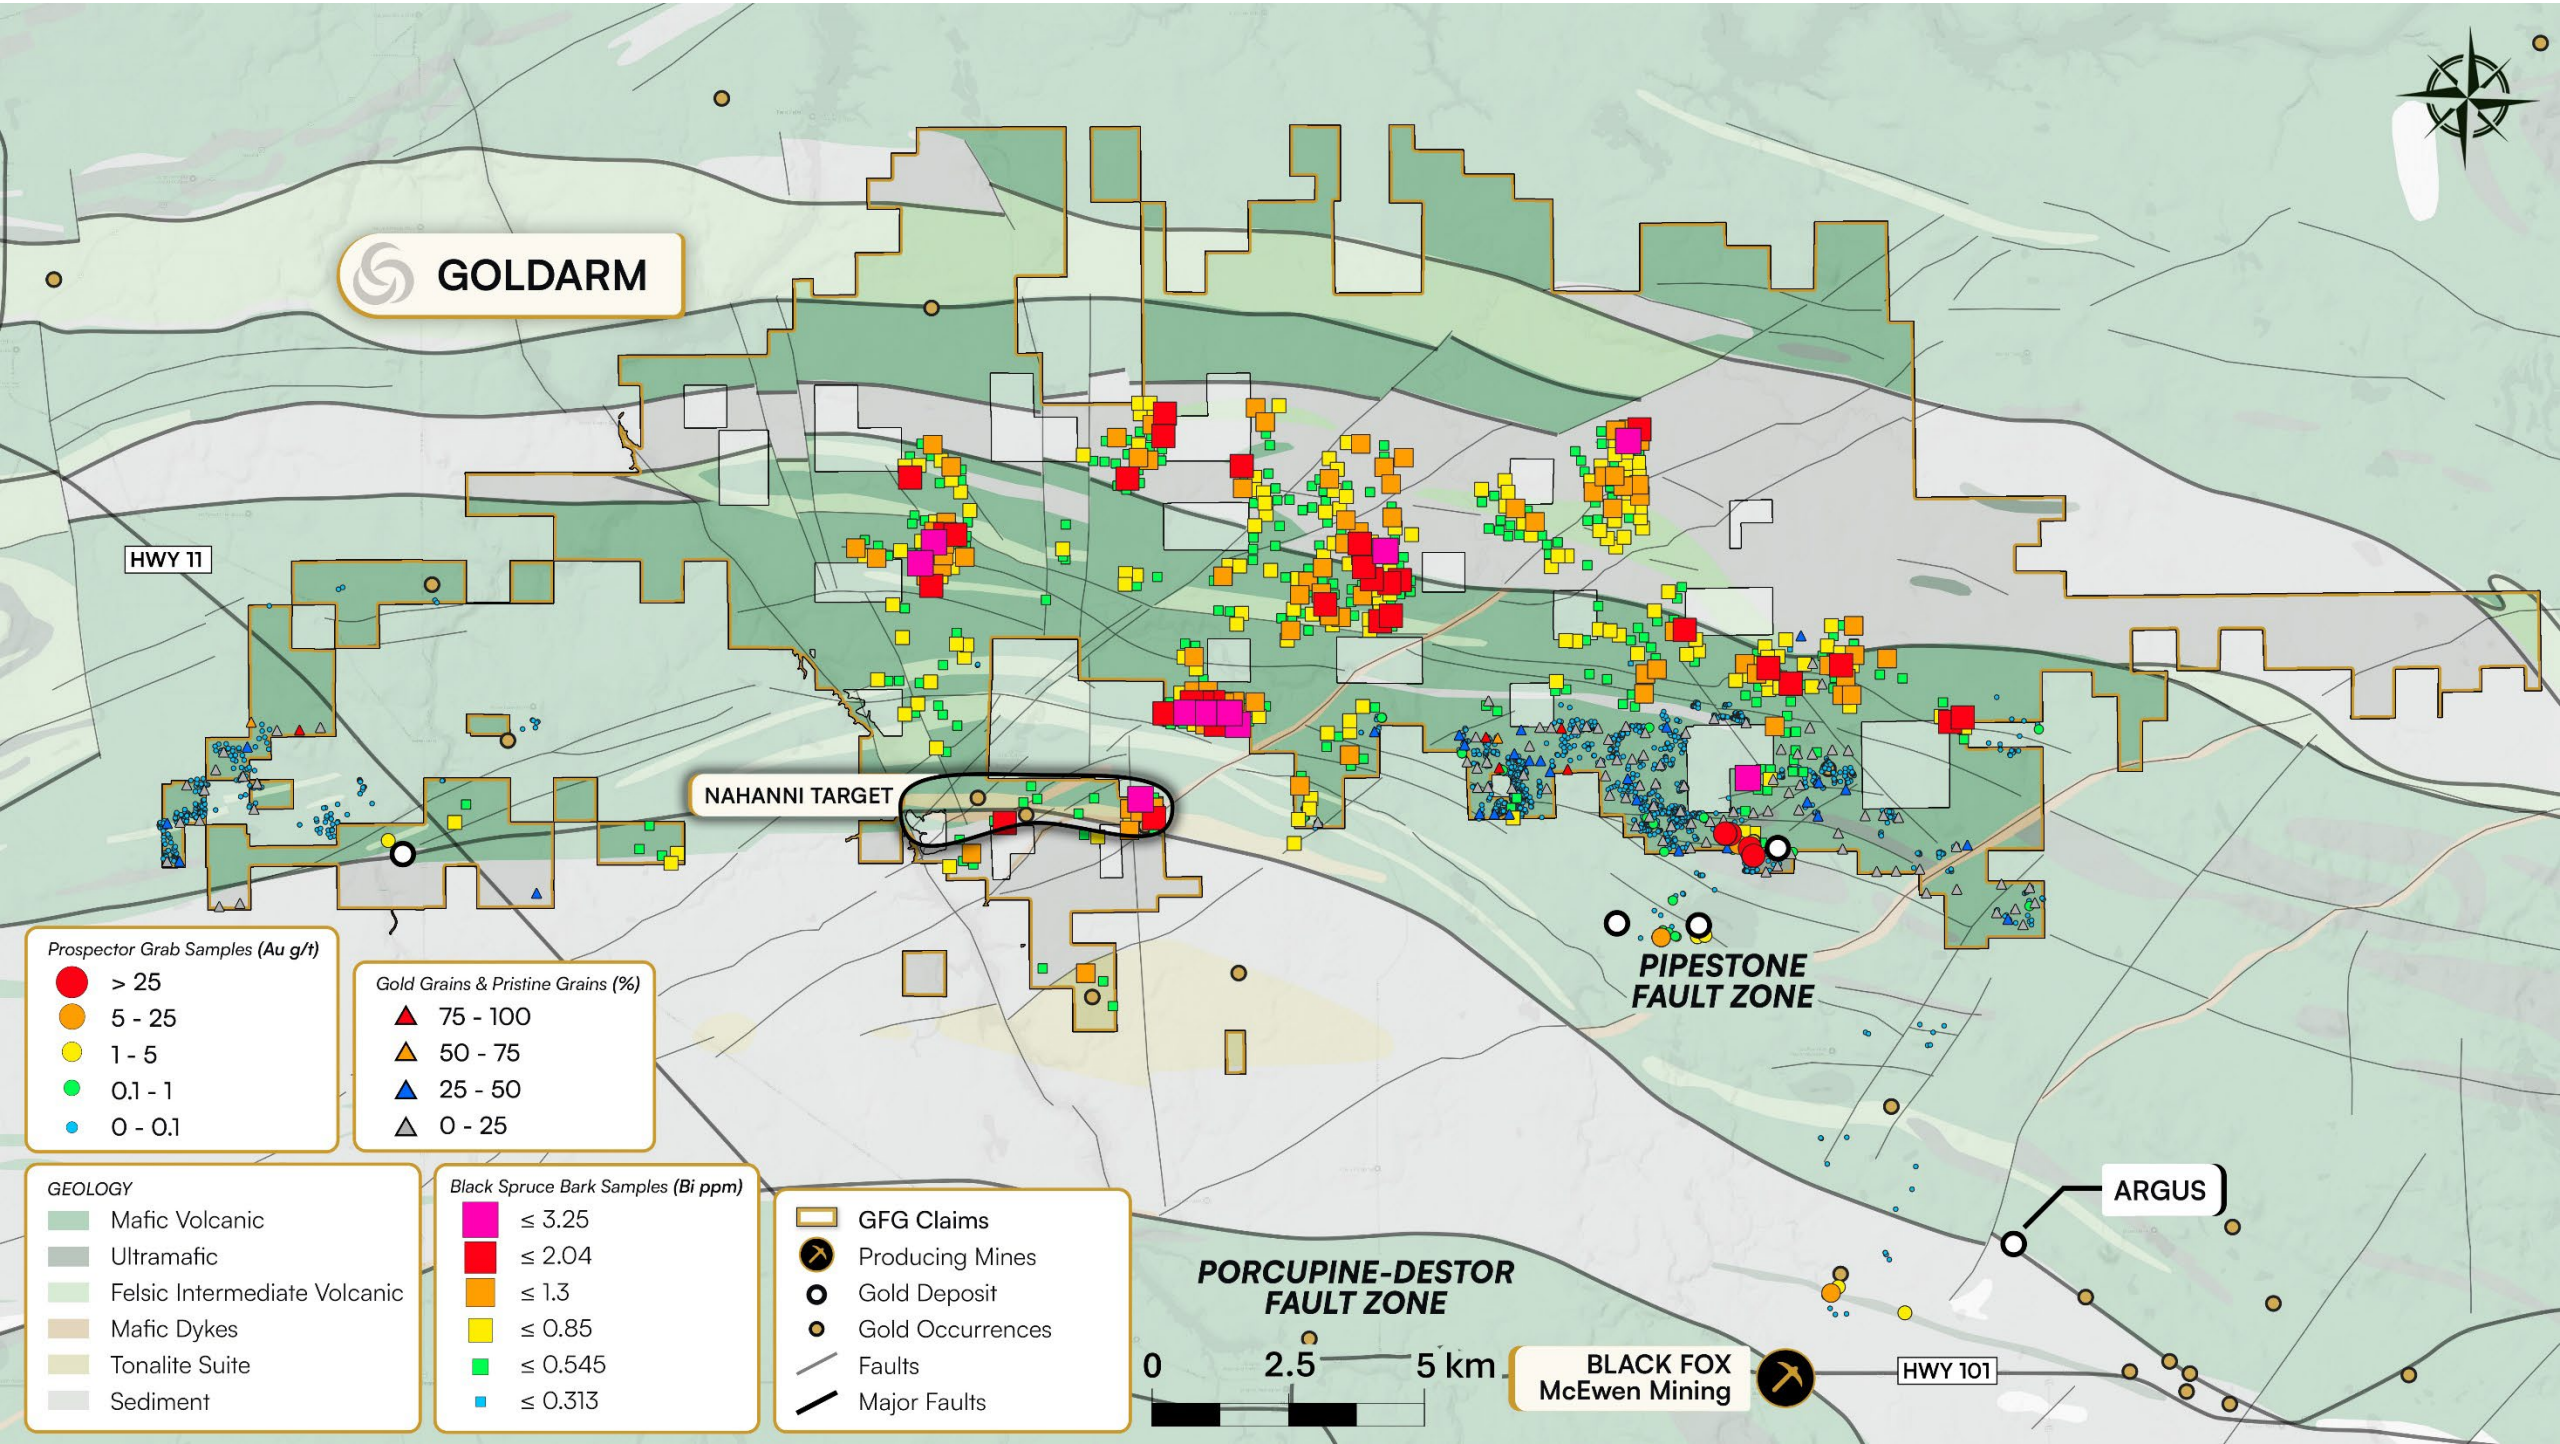 GOLDARM
HWY 11
NAHANNI TARGET
PIPESTONE
FAULT ZONE
Prospector Grab Samples (Au g/t)
> 25
5 - 25
1 - 5
0.1 - 1
0 - 0.1
Gold Grains & Pristine Grains (%)
75 - 100
50 - 75
25 - 50
0 - 25
GEOLOGY
Mafic Volcanic
Ultramafic
Felsic Intermediate Volcanic
Mafic Dykes
Tonalite Suite
Sediment
Black Spruce Bark Samples (Bi ppm)
≤ 3.25
≤ 2.04
≤ 1.3
≤ 0.85
≤ 0.545
≤ 0.313
GFG Claims
Producing Mines
Gold Deposit
Gold Occurrences
Faults
Major Faults
ARGUS
PORCUPINE-DESTOR
FAULT ZONE
0 2.5 5 km
BLACK FOX
McEwen Mining
HWY 101